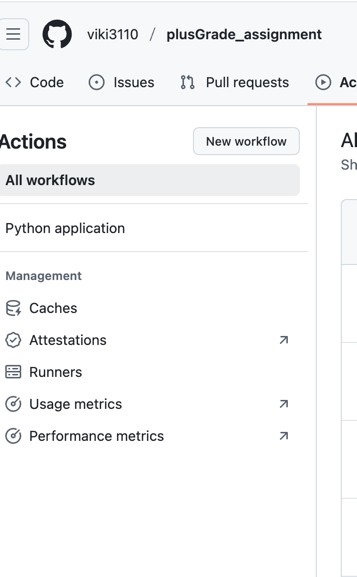 viki3110 / plusGrade_assignment
Code Issues Pull requests Ac
Actions New workflow
All workflows
Python application
Management
Caches
Attestations
Runners
Usage metrics
Performance metrics
Al
Sh